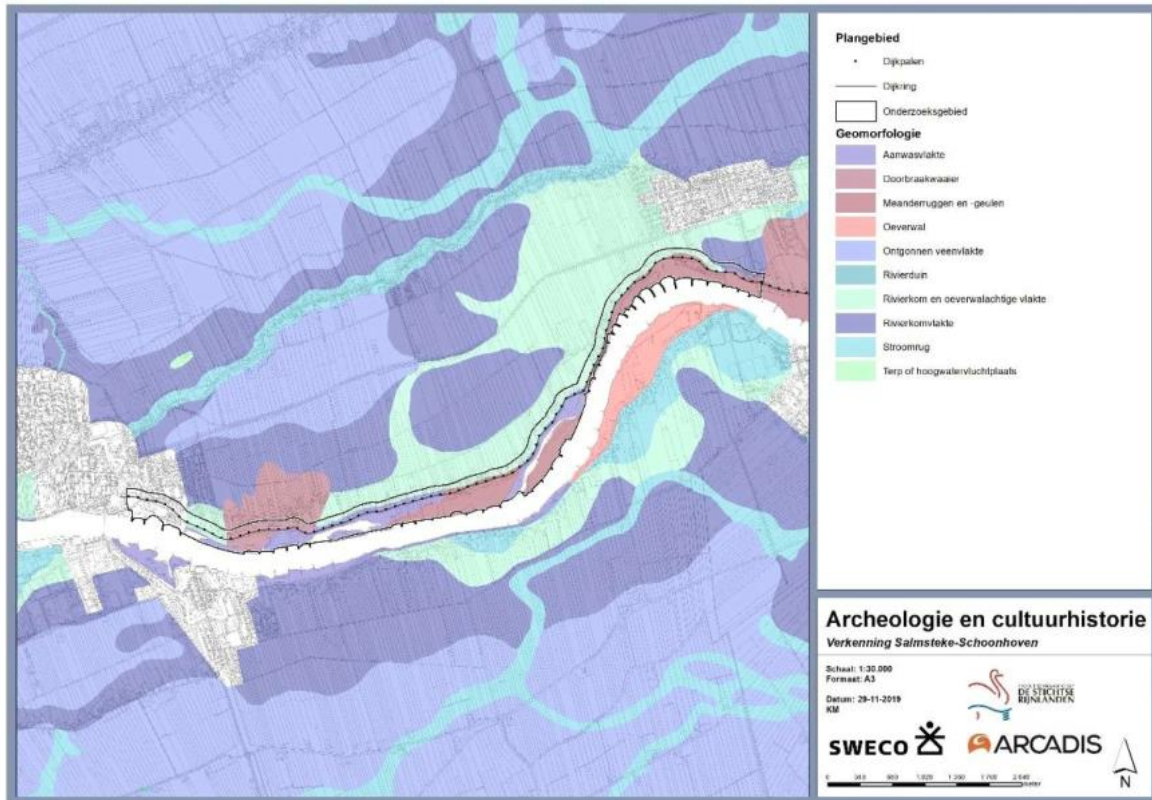 Plangebied
Dijkpalen
Dijkring
Onderzoeksgebied
Geomorfologie
Aanwasvlakte
Doorbraakwaaier
Meanderruggen en -geulen
Oeverwal
Ontgonnen veenvlakte
Rivierduin
Rivierkom en oeverwalachtige vlakte
Rivierkomvlakte
Stroomrug
Terp of hoogwatervluchtplaats
Archeologie en cultuurhistorie
Verkenning Salmsteke-Schoonhoven
Schaal: 1:30.000
Formaat: A3
Datum: 29-11-2019
KM
DE STICHTSE
RIJNLANDEN
SWECO
ARCADIS
N